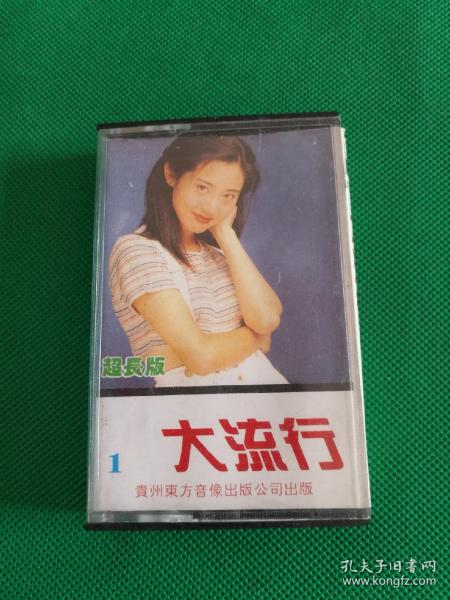 超長版
1
大流行
貴州東方音像出版公司出版
孔夫子旧书网
www.kongfz.com